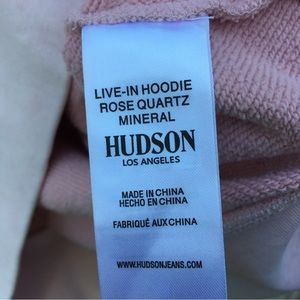 LIVE-IN HOODIE
ROSE QUARTZ
MINERAL
HUDSON
LOS ANGELES
MADE IN CHINA
HECHO EN CHINA
FABRIQUÉ AUX CHINA
WWW.HUDSONJEANS.COM